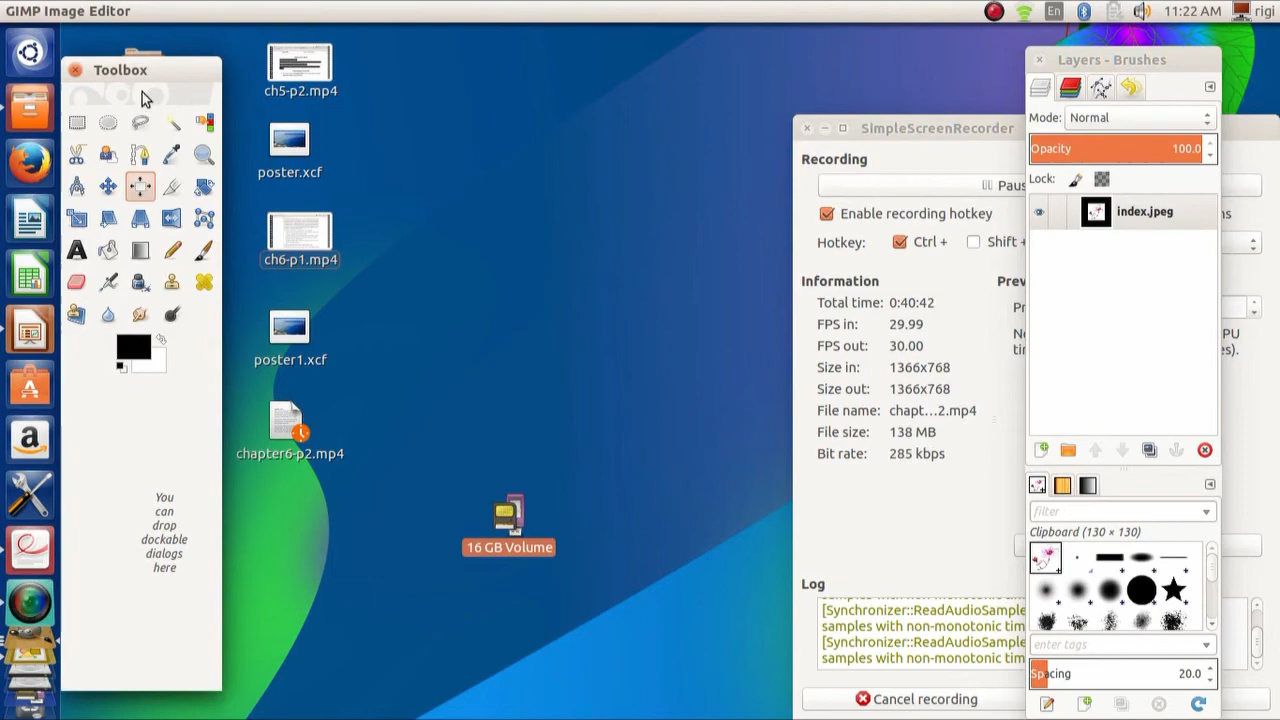 GIMP Image Editor
En
11:22 AM
rigi
Toolbox
You
can
drop
dockable
dialogs
here
ch5-p2.mp4
poster.xcf
ch6-p1.mp4
poster1.xcf
chapter6-p2.mp4
16 GB Volume
SimpleScreenRecorder
Recording
Paus
Enable recording hotkey
Hotkey:
Ctrl +
Shift +
Information
Total time: 0:40:42
FPS in: 29.99
FPS out: 30.00
Size in: 1366x768
Size out: 1366x768
File name: chapt...2.mp4
File size: 138 MB
Bit rate: 285 kbps
Log
[Synchronizer::ReadAudioSample
samples with non-monotonic tim
[Synchronizer::ReadAudioSample
samples with non-monotonic tim
Cancel recording
Layers - Brushes
Mode: Normal
Opacity 100.0
Lock:
index.jpeg
filter
Clipboard (130 × 130)
enter tags
Spacing 20.0